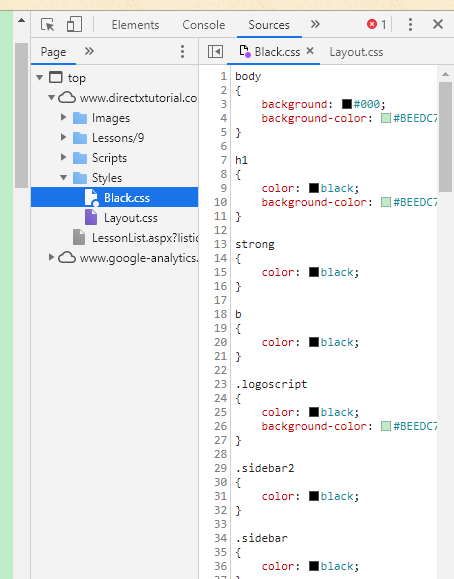 Elements Console Sources » 1
Page » Black.css × Layout.css
top
www.directxtutorial.co
Images
Lessons/9
Scripts
Styles
Black.css
Layout.css
LessonList.aspx?listid
www.google-analytics.
1 body
2 {
3 background: #000;
4 background-color: #BEEDC7
5 }
6
7 h1
8 {
9 color: black;
10 background-color: #BEEDC7
11 }
12
13 strong
14 {
15 color: black;
16 }
17
18 b
19 {
20 color: black;
21 }
22
23 .logoscript
24 {
25 color: black;
26 background-color: #BEEDC7
27 }
28
29 .sidebar2
30 {
31 color: black;
32 }
33
34 .sidebar
35 {
36 color: black;
37 }